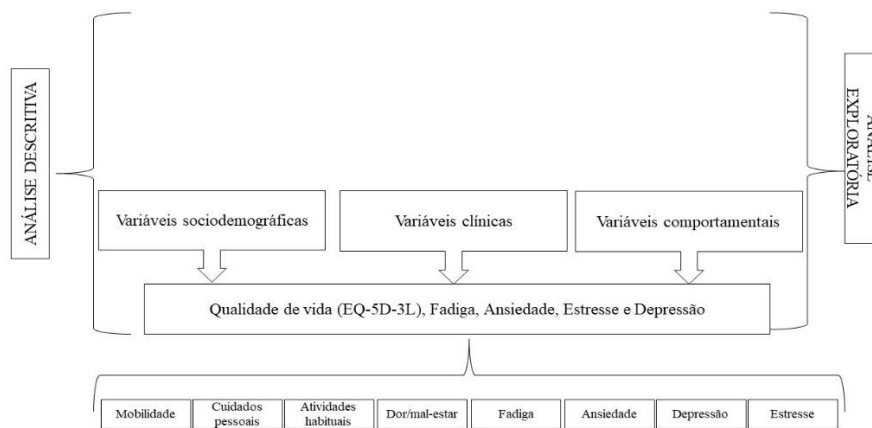 ANÁLISE DESCRITIVA
ANÁLISE
EXPLORATÓRIA
Variáveis sociodemográficas
Variáveis clínicas
Variáveis comportamentais
Qualidade de vida (EQ-5D-3L), Fadiga, Ansiedade, Estresse e Depressão
Mobilidade
Cuidados
pessoais
Atividades
habituais
Dor/mal-estar
Fadiga
Ansiedade
Depressão
Estresse